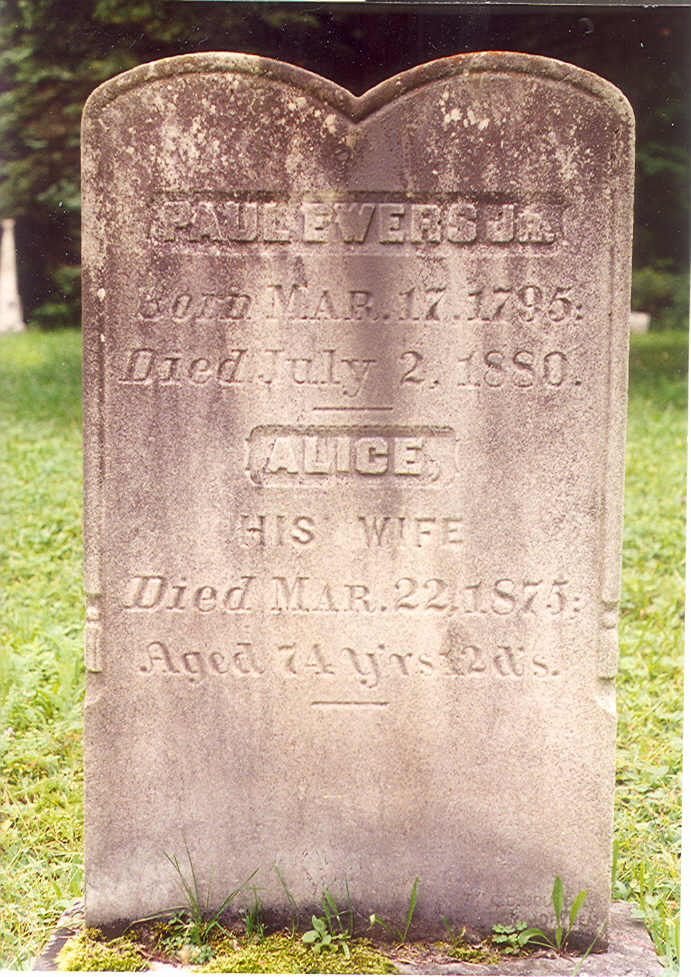 PAUL EWERS JR.
Born MAR. 17. 1795;
Died July 2, 1880.
ALICE,
HIS WIFE
Died MAR. 22, 1875;
Aged 74 Y'rs 12 d's.